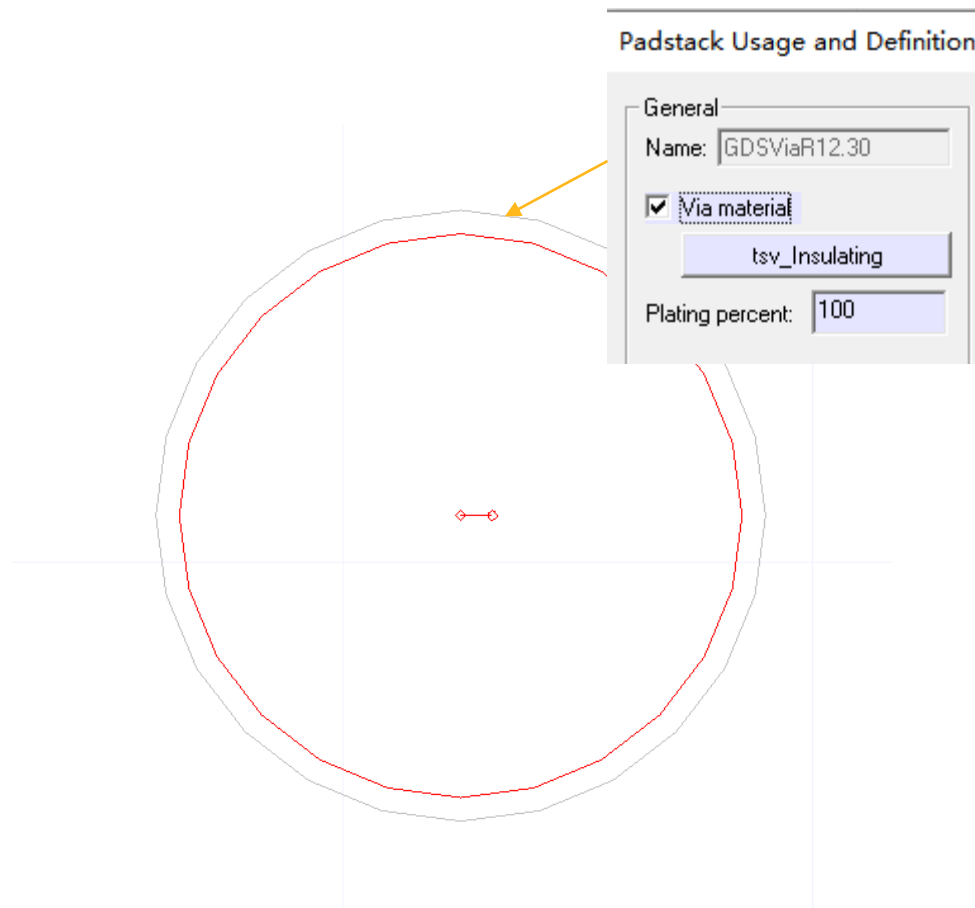 Padstack Usage and Definition
General
Name: GDSViaR12.30
Via material
tsv_Insulating
Plating percent: 100